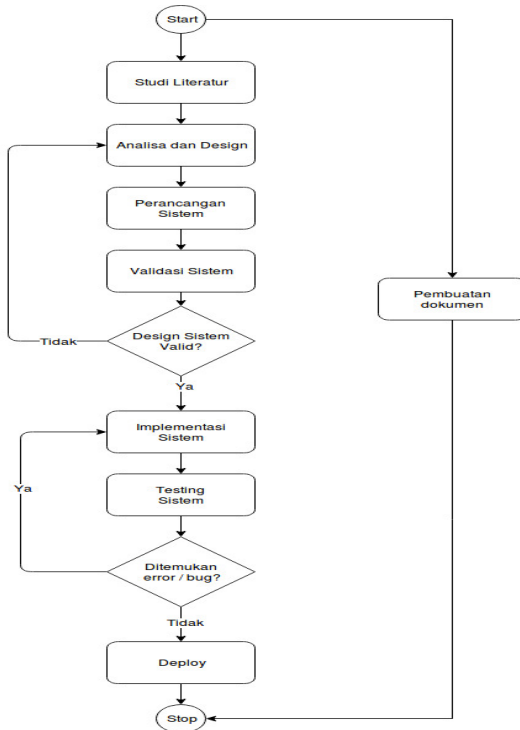 Start
Studi Literatur
Analisa dan Design
Perancangan
Sistem
Validasi Sistem
Pembuatan
dokumen
Design Sistem
Valid?
Tidak
Ya
Implementasi
Sistem
Testing
Sistem
Ya
Ditemukan
error / bug?
Tidak
Deploy
Stop